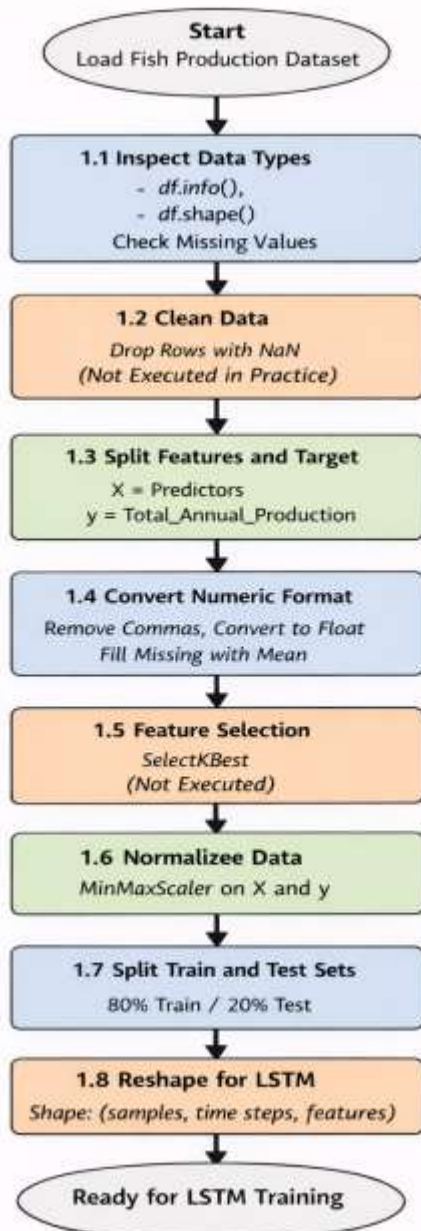 Start
Load Fish Production Dataset
1.1 Inspect Data Types
- df.info(),
- df.shape()
Check Missing Values
1.2 Clean Data
Drop Rows with NaN
(Not Executed in Practice)
1.3 Split Features and Target
X = Predictors
y = Total_Annual_Production
1.4 Convert Numeric Format
Remove Commas, Convert to Float
Fill Missing with Mean
1.5 Feature Selection
SelectKBest
(Not Executed)
1.6 Normalizee Data
MinMaxScaler on X and y
1.7 Split Train and Test Sets
80% Train / 20% Test
1.8 Reshape for LSTM
Shape: (samples, time steps, features)
Ready for LSTM Training